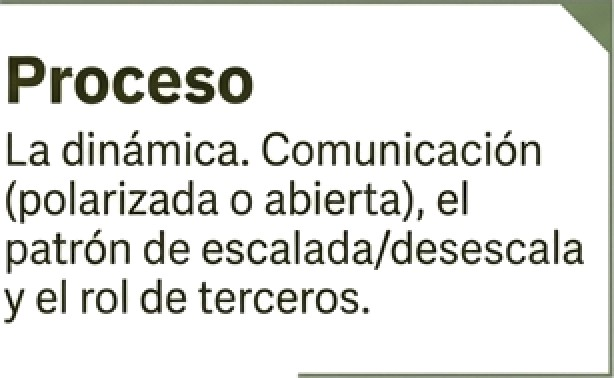 Proceso
La dinámica. Comunicación
(polarizada o abierta), el
patrón de escalada/desescala
y el rol de terceros.